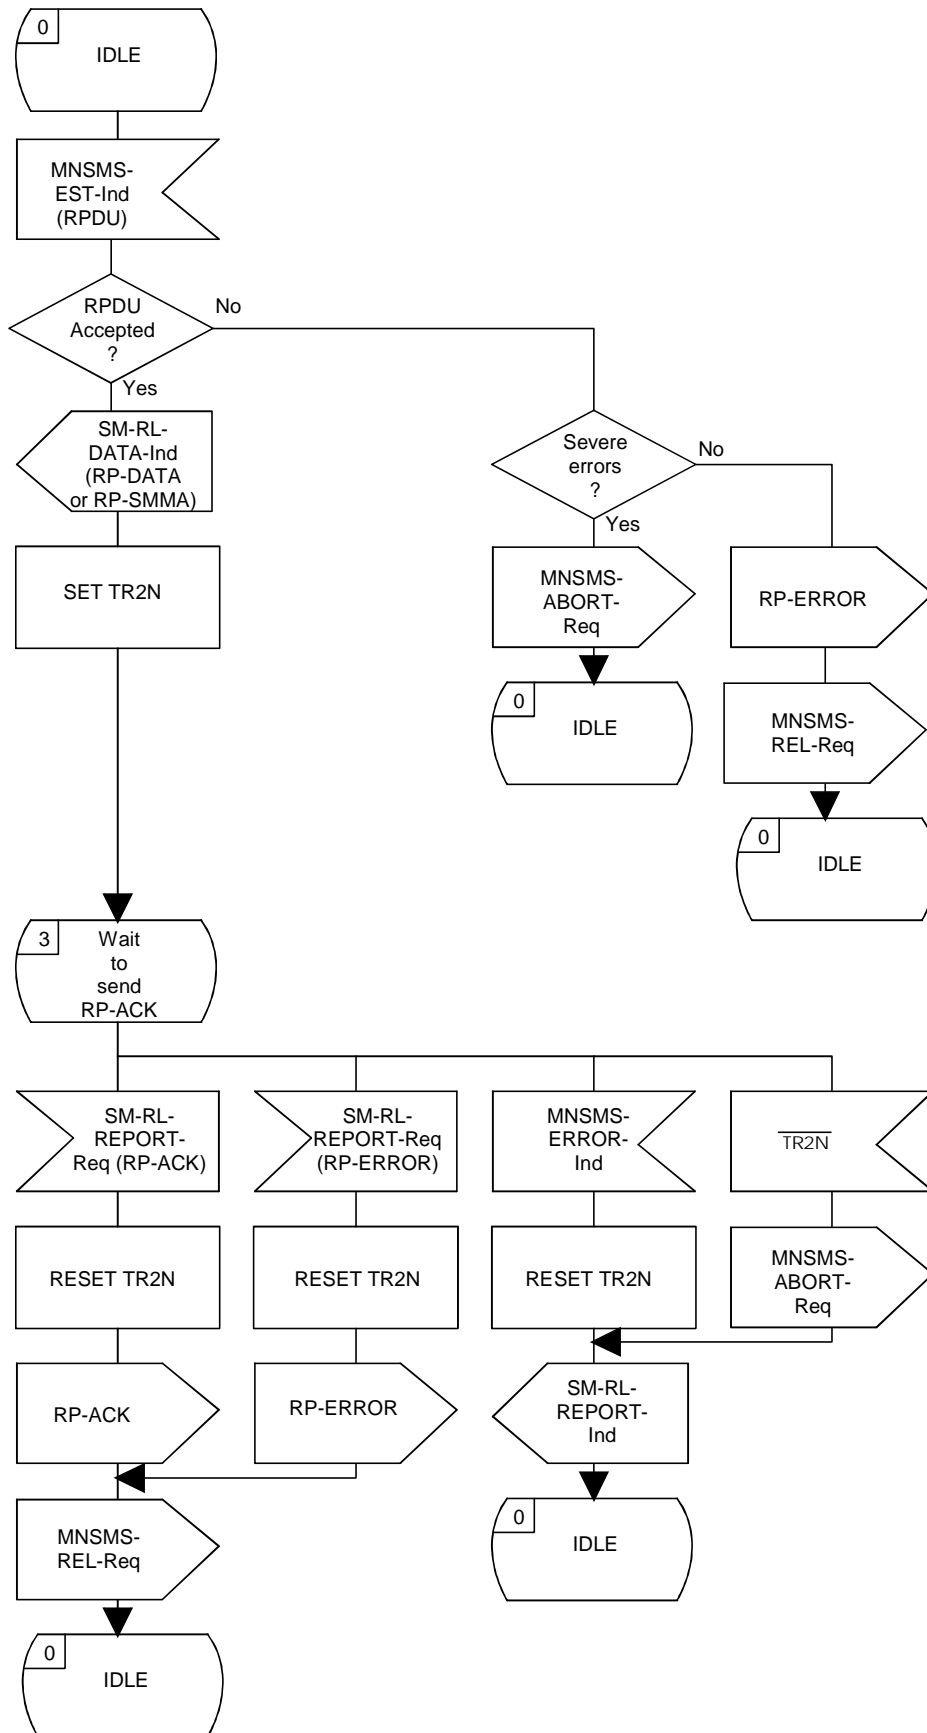 0
IDLE
MNSMS-
EST-Ind
(RPDU)
RPDU
Accepted
?
No
Yes
SM-RL-
DATA-Ind
(RP-DATA
or RP-SMMA)
Severe
errors
?
No
Yes
SET TR2N
MNSMS-
ABORT-
Req
RP-ERROR
0
IDLE
MNSMS-
REL-Req
0
IDLE
3
Wait
to
send
RP-ACK
SM-RL-
REPORT-
Req (RP-ACK)
SM-RL-
REPORT-Req
(RP-ERROR)
MNSMS-
ERROR-
Ind
TR2N
RESET TR2N
RESET TR2N
RESET TR2N
MNSMS-
ABORT-
Req
RP-ACK
RP-ERROR
SM-RL-
REPORT-
Ind
MNSMS-
REL-Req
0
IDLE
0
IDLE